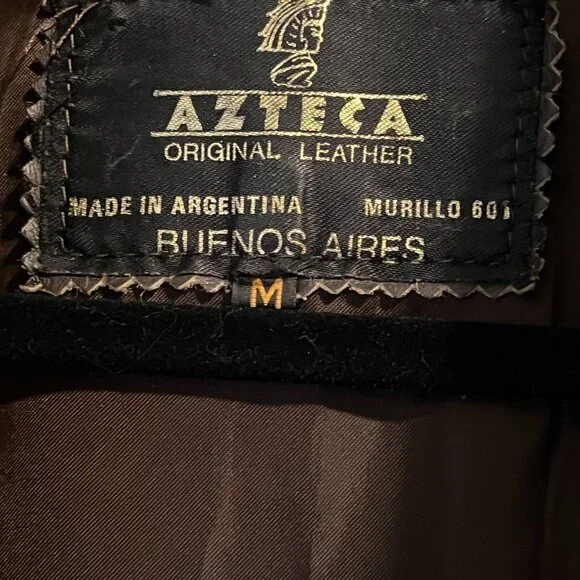 AZTECA
ORIGINAL LEATHER
MADE IN ARGENTINA MURILLO 601
BUENOS AIRES
M